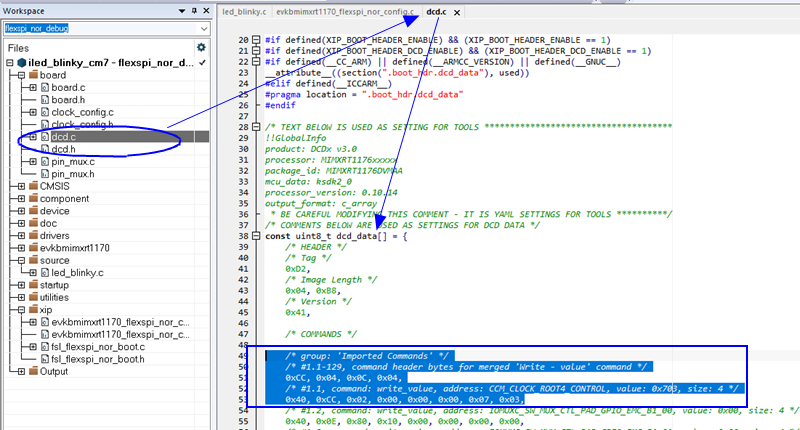 Workspace
flexspi_nor_debug
Files
iled_blinky_cm7 - flexspi_nor_d...
board
board.c
board.h
clock_config.c
clock_config.h
dcd.c
dcd.h
pin_mux.c
pin_mux.h
CMSIS
component
device
doc
drivers
evkbmimxrt1170
source
led_blinky.c
startup
utilities
xip
evkbmimxrt1170_flexspi_nor_c...
evkbmimxrt1170_flexspi_nor_c...
fsl_flexspi_nor_boot.c
fsl_flexspi_nor_boot.h
Output
led_blinky.c evkbmimxrt1170_flexspi_nor_config.c dcd.c
20 #if defined(XIP_BOOT_HEADER_ENABLE) && (XIP_BOOT_HEADER_ENABLE == 1)
21 #if defined(XIP_BOOT_HEADER_DCD_ENABLE) && (XIP_BOOT_HEADER_DCD_ENABLE == 1)
22 #if defined(__CC_ARM) || defined(__ARMCC_VERSION) || defined(__GNUC__)
23 __attribute__((section(".boot_hdr.dcd_data"), used))
24 #elif defined(__ICCARM__)
25 #pragma location = ".boot_hdr.dcd_data"
26 #endif
27
28 /* TEXT BELOW IS USED AS SETTING FOR TOOLS *************************************
29 !!GlobalInfo
30 product: DCDx v3.0
31 processor: MIMXRT1176xxxxx
32 package_id: MIMXRT1176DVMAA
33 mcu_data: ksdk2_0
34 processor_version: 0.10.14
35 output_format: c_array
36 * BE CAREFUL MODIFYING THIS COMMENT - IT IS YAML SETTINGS FOR TOOLS **********/
37 /* COMMENTS BELOW ARE USED AS SETTINGS FOR DCD DATA */
38 const uint8_t dcd_data[] = {
39 /* HEADER */
40 /* Tag */
41 0xD2,
42 /* Image Length */
43 0x04, 0xB8,
44 /* Version */
45 0x41,
46
47 /* COMMANDS */
48
49 /* group: 'Imported Commands' */
50 /* #1.1-129, command header bytes for merged 'Write - value' command */
51 0xCC, 0x04, 0x0C, 0x04,
52 /* #1.1, command: write_value, address: CCM_CLOCK_ROOT4_CONTROL, value: 0x703, size: 4 */
53 0x40, 0xCC, 0x02, 0x00, 0x00, 0x00, 0x07, 0x03,
54 /* #1.2, command: write_value, address: IOMUXC_SW_MUX_CTL_PAD_GPIO_EMC_B1_00, value: 0x00, size: 4 */
55 0x40, 0x0E, 0x80, 0x10, 0x00, 0x00, 0x00, 0x00,